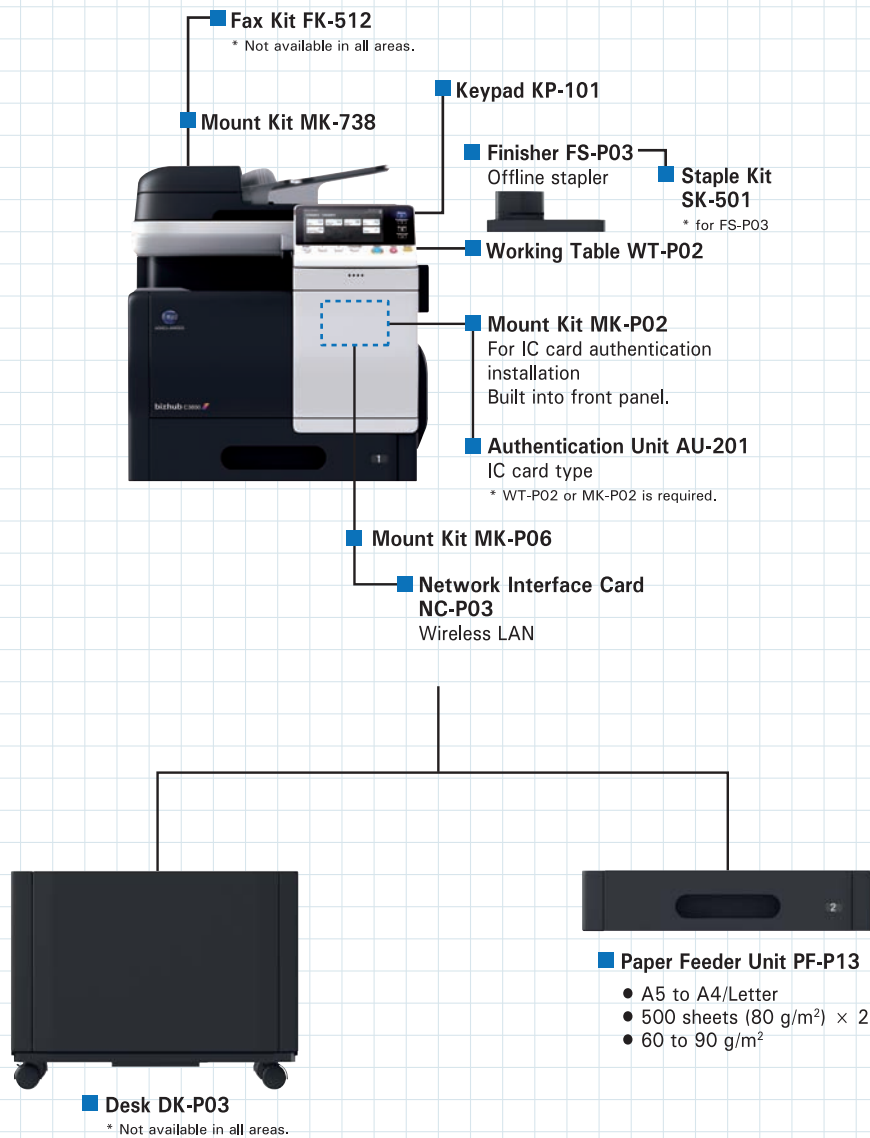 Fax Kit FK-512
* Not available in all areas.
Keypad KP-101
Mount Kit MK-738
Finisher FS-P03
Offline stapler
Staple Kit
SK-501
* for FS-P03
Working Table WT-P02
Mount Kit MK-P02
For IC card authentication
installation
Built into front panel.
bizhub
1
Authentication Unit AU-201
IC card type
* WT-P02 or MK-P02 is required.
Mount Kit MK-P06
Network Interface Card
NC-P03
Wireless LAN
2
Paper Feeder Unit PF-P13
● A5 to A4/Letter
● 500 sheets (80 g/m²) × 2
● 60 to 90 g/m²
Desk DK-P03
* Not available in all areas.